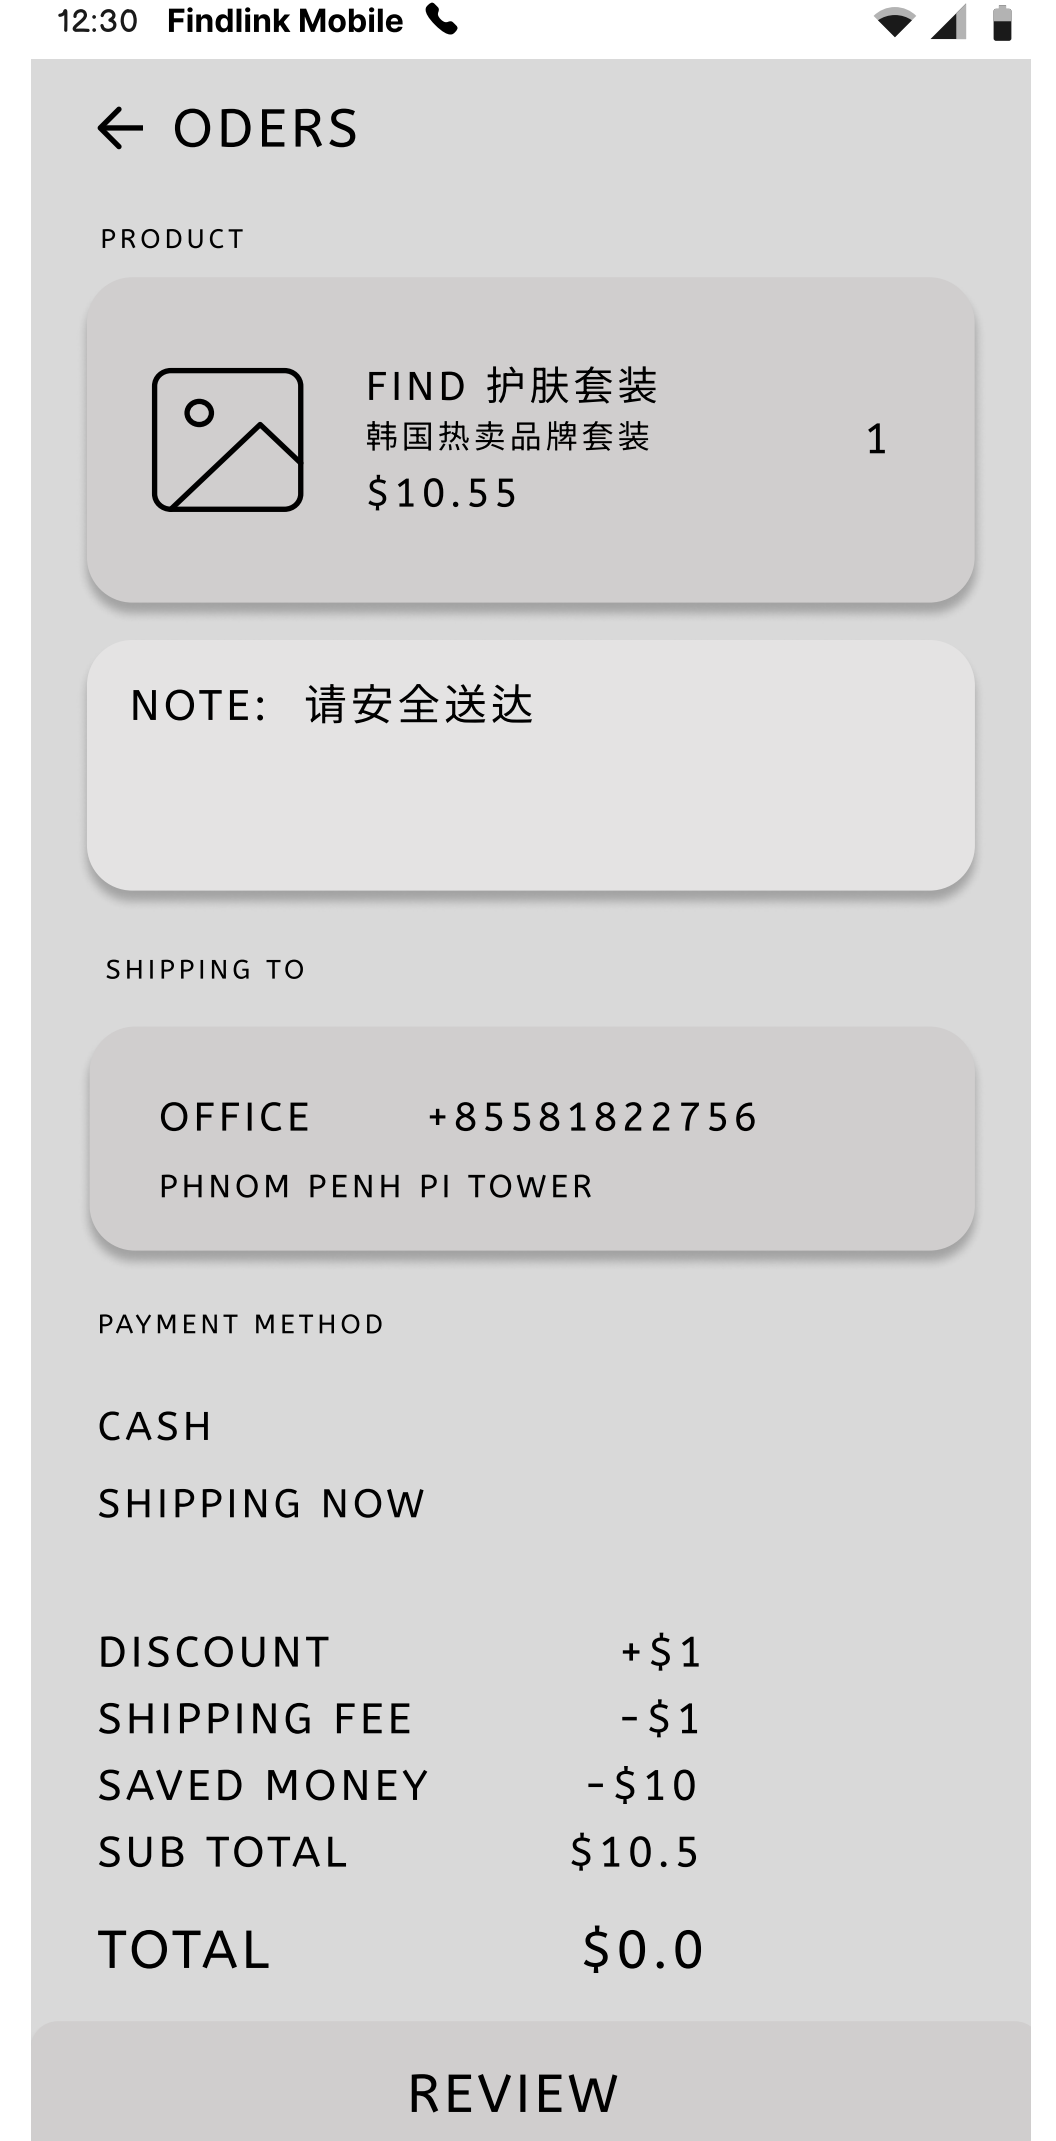 12:30 Findlink Mobile
ODERS
PRODUCT
FIND 护肤套装
韩国热卖品牌套装
1
$10.55
NOTE: 请安全送达
SHIPPING TO
OFFICE +85581822756
PHNOM PENH PI TOWER
PAYMENT METHOD
CASH
SHIPPING NOW
DISCOUNT +$1
SHIPPING FEE -$1
SAVED MONEY -$10
SUB TOTAL $10.5
TOTAL $0.0
REVIEW